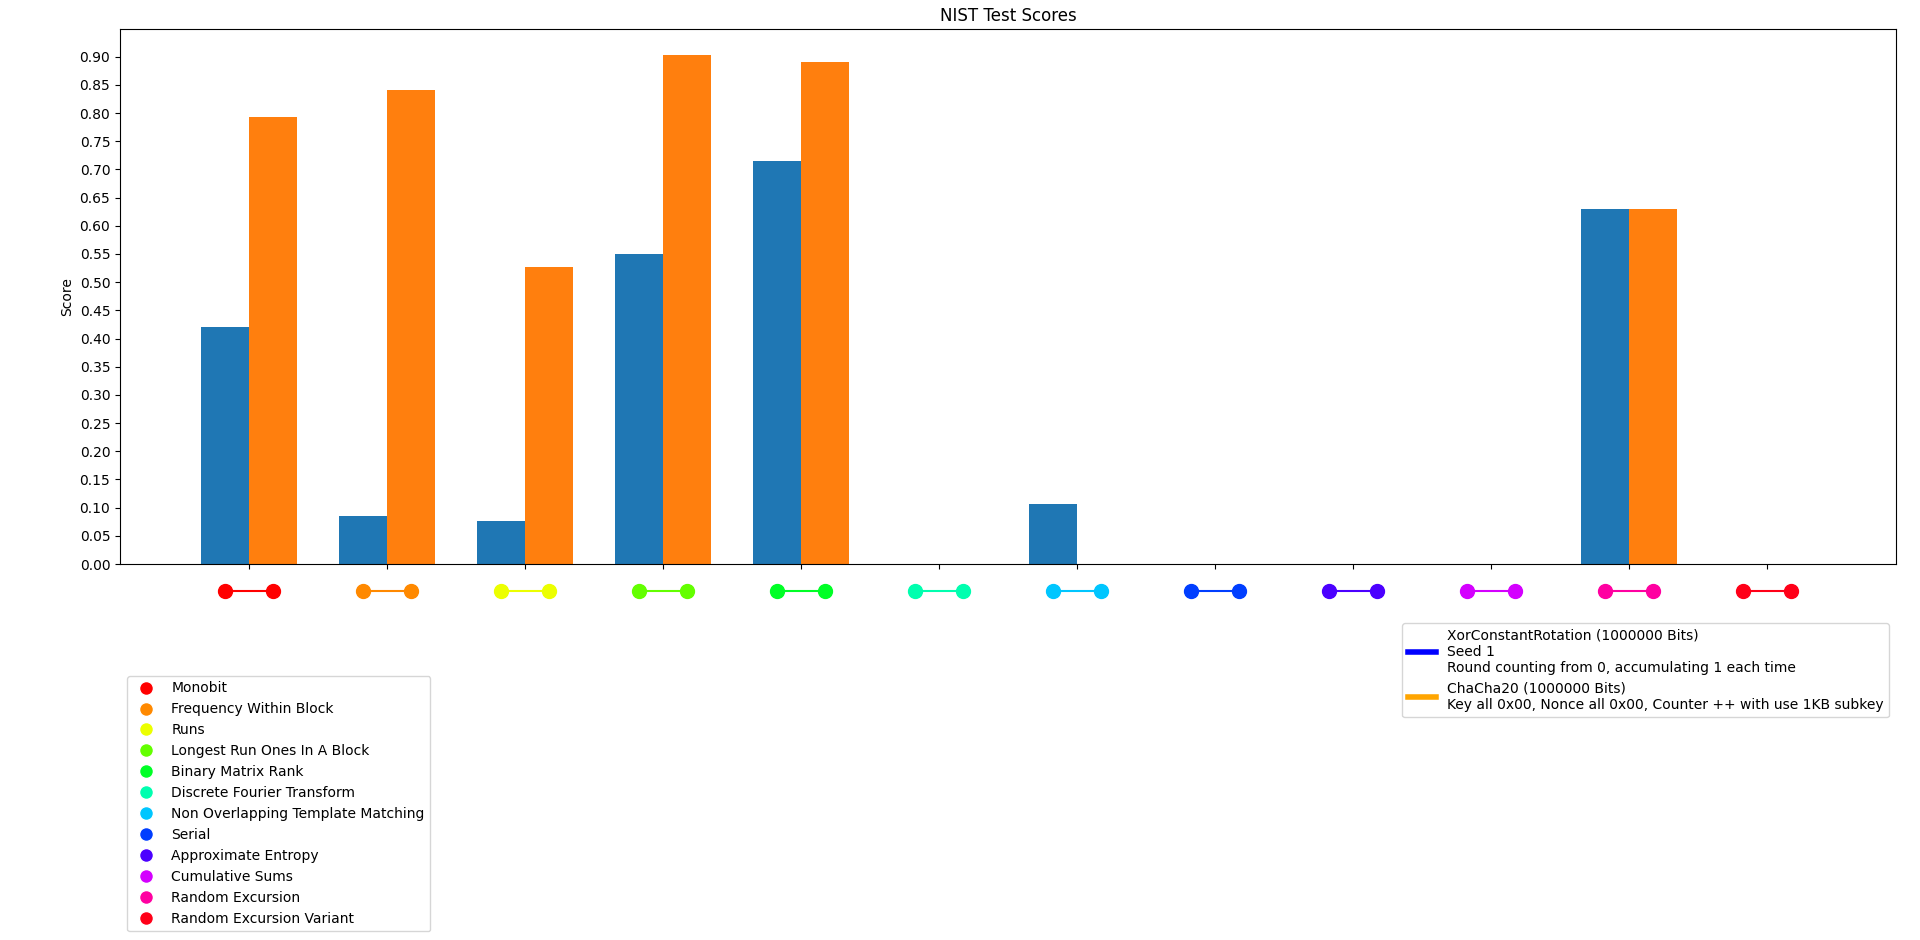 NIST Test Scores
0.90
0.85
0.80
0.75
0.70
0.65
0.60
0.55
0.50
0.45
0.40
0.35
0.30
0.25
0.20
0.15
0.10
0.05
0.00
Score
XorConstantRotation (1000000 Bits)
Seed 1
Round counting from 0, accumulating 1 each time
ChaCha20 (1000000 Bits)
Key all 0x00, Nonce all 0x00, Counter ++ with use 1KB subkey
Monobit
Frequency Within Block
Runs
Longest Run Ones In A Block
Binary Matrix Rank
Discrete Fourier Transform
Non Overlapping Template Matching
Serial
Approximate Entropy
Cumulative Sums
Random Excursion
Random Excursion Variant